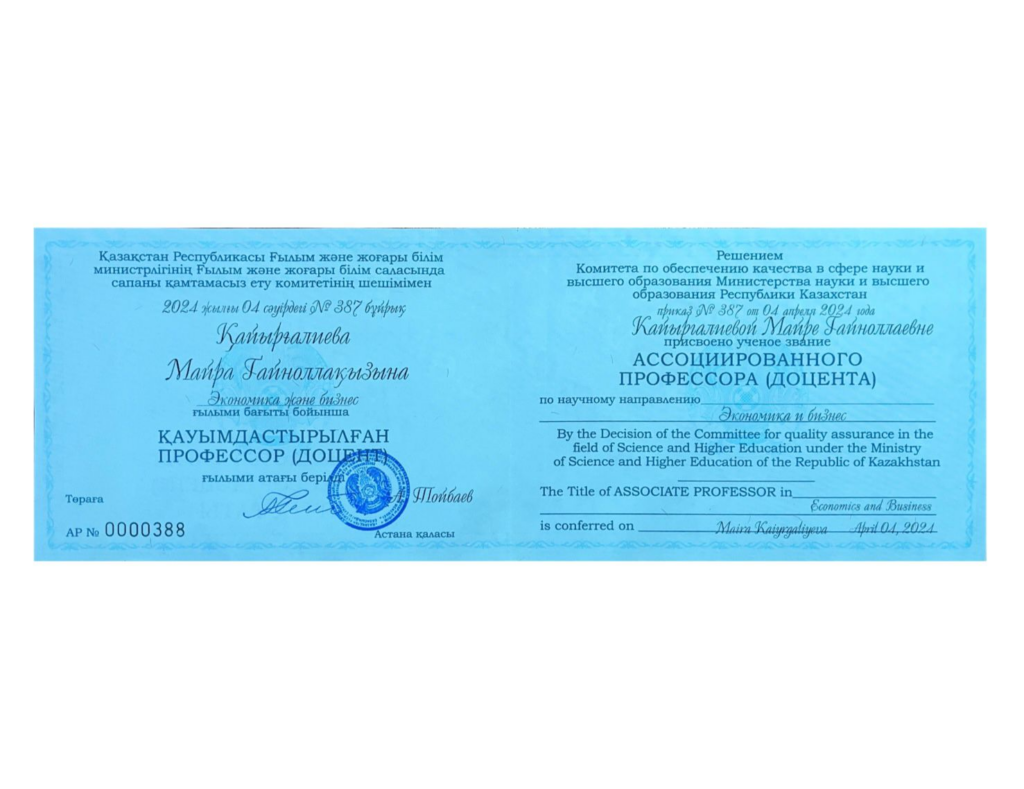 Қазақстан Республикасы Ғылым және жоғары білім
министрлігінің Ғылым және жоғары білім саласында
сапаны қамтамасыз ету комитетінің шешімімен
2024 жылғы 04 сәуірдегі № 387 бұйрық
Қайырғалиева
Майра Ғайноллақызына
Экономика және бизнес
ғылыми бағыты бойынша
ҚАУЫМДАСТЫРЫЛҒАН
ПРОФЕССОР (ДОЦЕНТ)
ғылыми атағы берілді
Төраға
Тойбаев
АР № 0000388
Астана қаласы
Решением
Комитета по обеспечению качества в сфере науки и
высшего образования Министерства науки и высшего
образования Республики Казахстан
приказ № 387 от 04 апреля 2024 года
Кайыргалиевой Майре Гайноллаевне
присвоено ученое звание
АССОЦИИРОВАННОГО
ПРОФЕССОРА (ДОЦЕНТА)
по научному направлению
Экономика и бизнес
By the Decision of the Committee for quality assurance in the
field of Science and Higher Education under the Ministry
of Science and Higher Education of the Republic of Kazakhstan
The Title of ASSOCIATE PROFESSOR in
Economics and Business
is conferred on Maira Kaiyrgaliyeva April 04, 2024